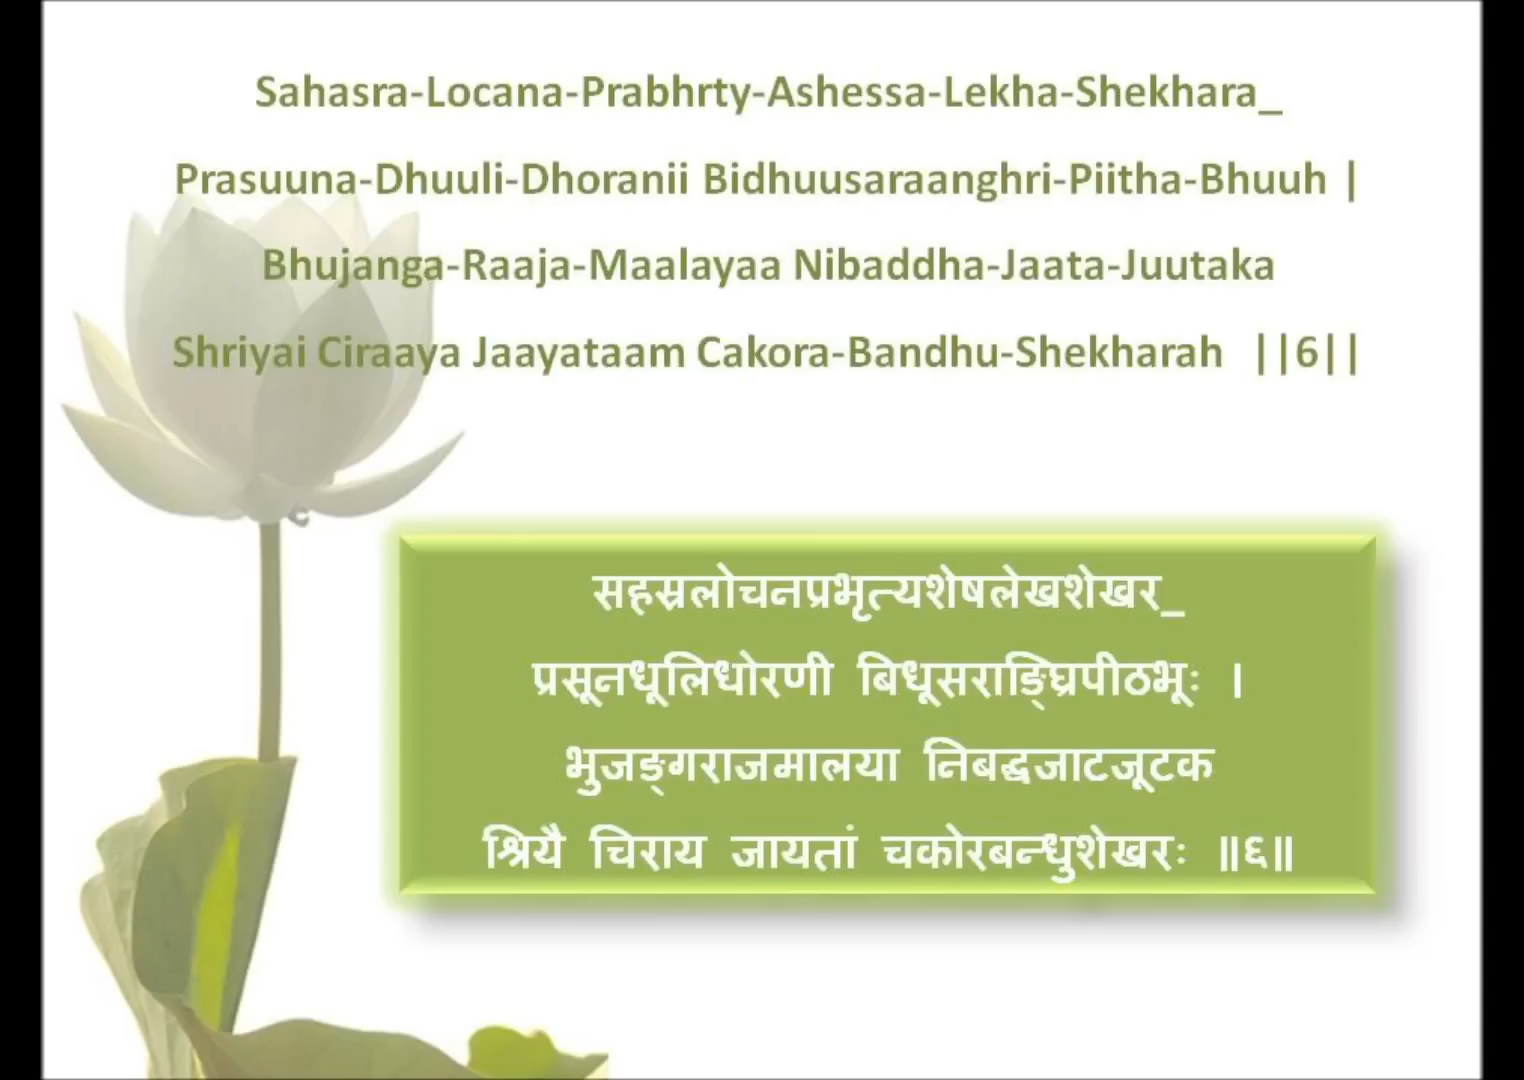 Sahasra-Locana-Prabhrty-Ashessa-Lekha-Shekhara_
Prasuuna-Dhuuli-Dhoranii Bidhuusaraanghri-Piitha-Bhuuh |
Bhujanga-Raaja-Maalayaa Nibaddha-Jaata-Juutaka
Shriyai Ciraaya Jaayataam Cakora-Bandhu-Shekharah ||6||
सहस्रलोचनप्रभृत्यशेषलेखशेखर_
प्रसूनधूलिधोरणी बिधूसराङ्घ्रिपीठभूः ।
भुजङ्गराजमालया निबद्धजाटजूटक
श्रियै चिराय जायतां चकोरबन्धुशेखरः ॥६॥